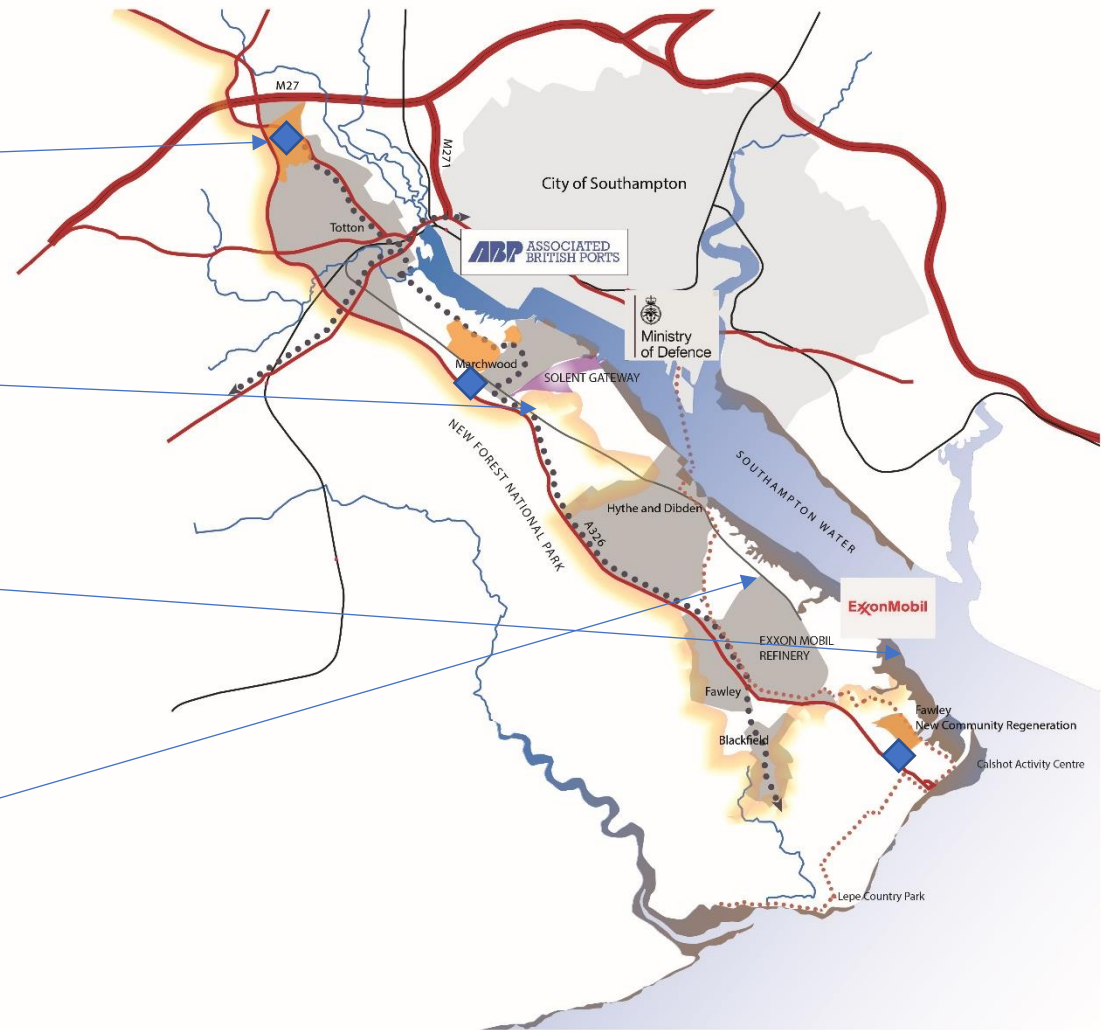 M27
M271
City of Southampton
Totton
ABP ASSOCIATED
BRITISH PORTS
Ministry
of Defence
Marchwood
SOLENT GATEWAY
NEW FOREST NATIONAL PARK
SOUTHAMPTON WATER
Hythe and Dibden
A326
ExxonMobil
EXXON MOBIL
REFINERY
Fawley
Fawley
New Community Regeneration
Blackfield
Calshot Activity Centre
Lepe Country Park